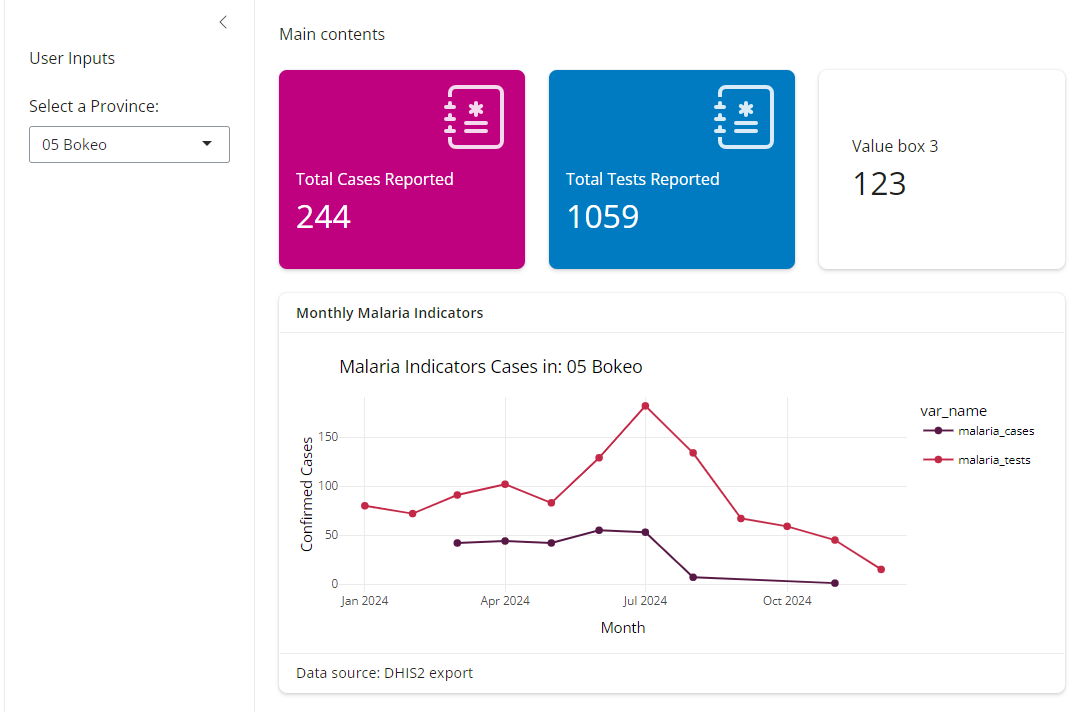 User Inputs
Select a Province:
05 Bokeo
Main contents
Total Cases Reported
244
Total Tests Reported
1059
Value box 3
123
Monthly Malaria Indicators
Malaria Indicators Cases in: 05 Bokeo
Confirmed Cases
150
100
50
0
Jan 2024
Apr 2024
Jul 2024
Oct 2024
Month
var_name
malaria_cases
malaria_tests
Data source: DHIS2 export